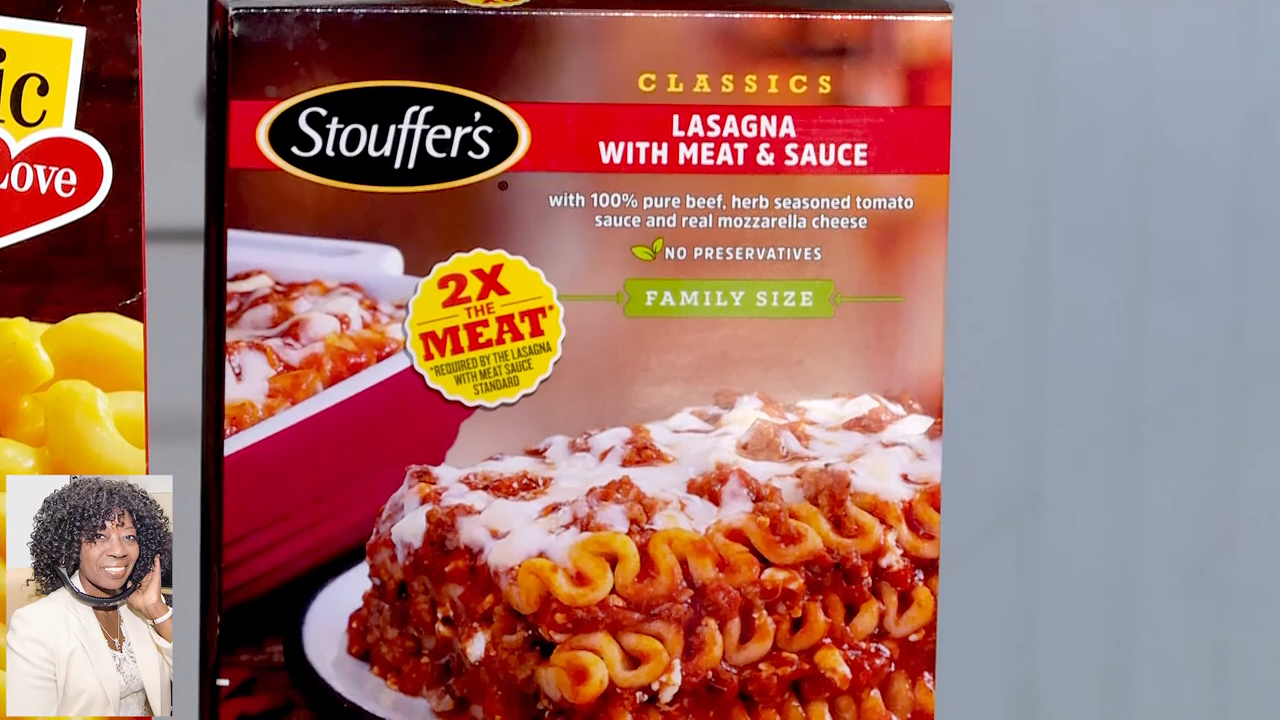 ic
Love
Stouffer's
CLASSICS
LASAGNA
WITH MEAT & SAUCE
with 100% pure beef, herb seasoned tomato
sauce and real mozzarella cheese
NO PRESERVATIVES
FAMILY SIZE
2X
THE
MEAT*
*REQUIRED BY THE LASAGNA
WITH MEAT SAUCE
STANDARD